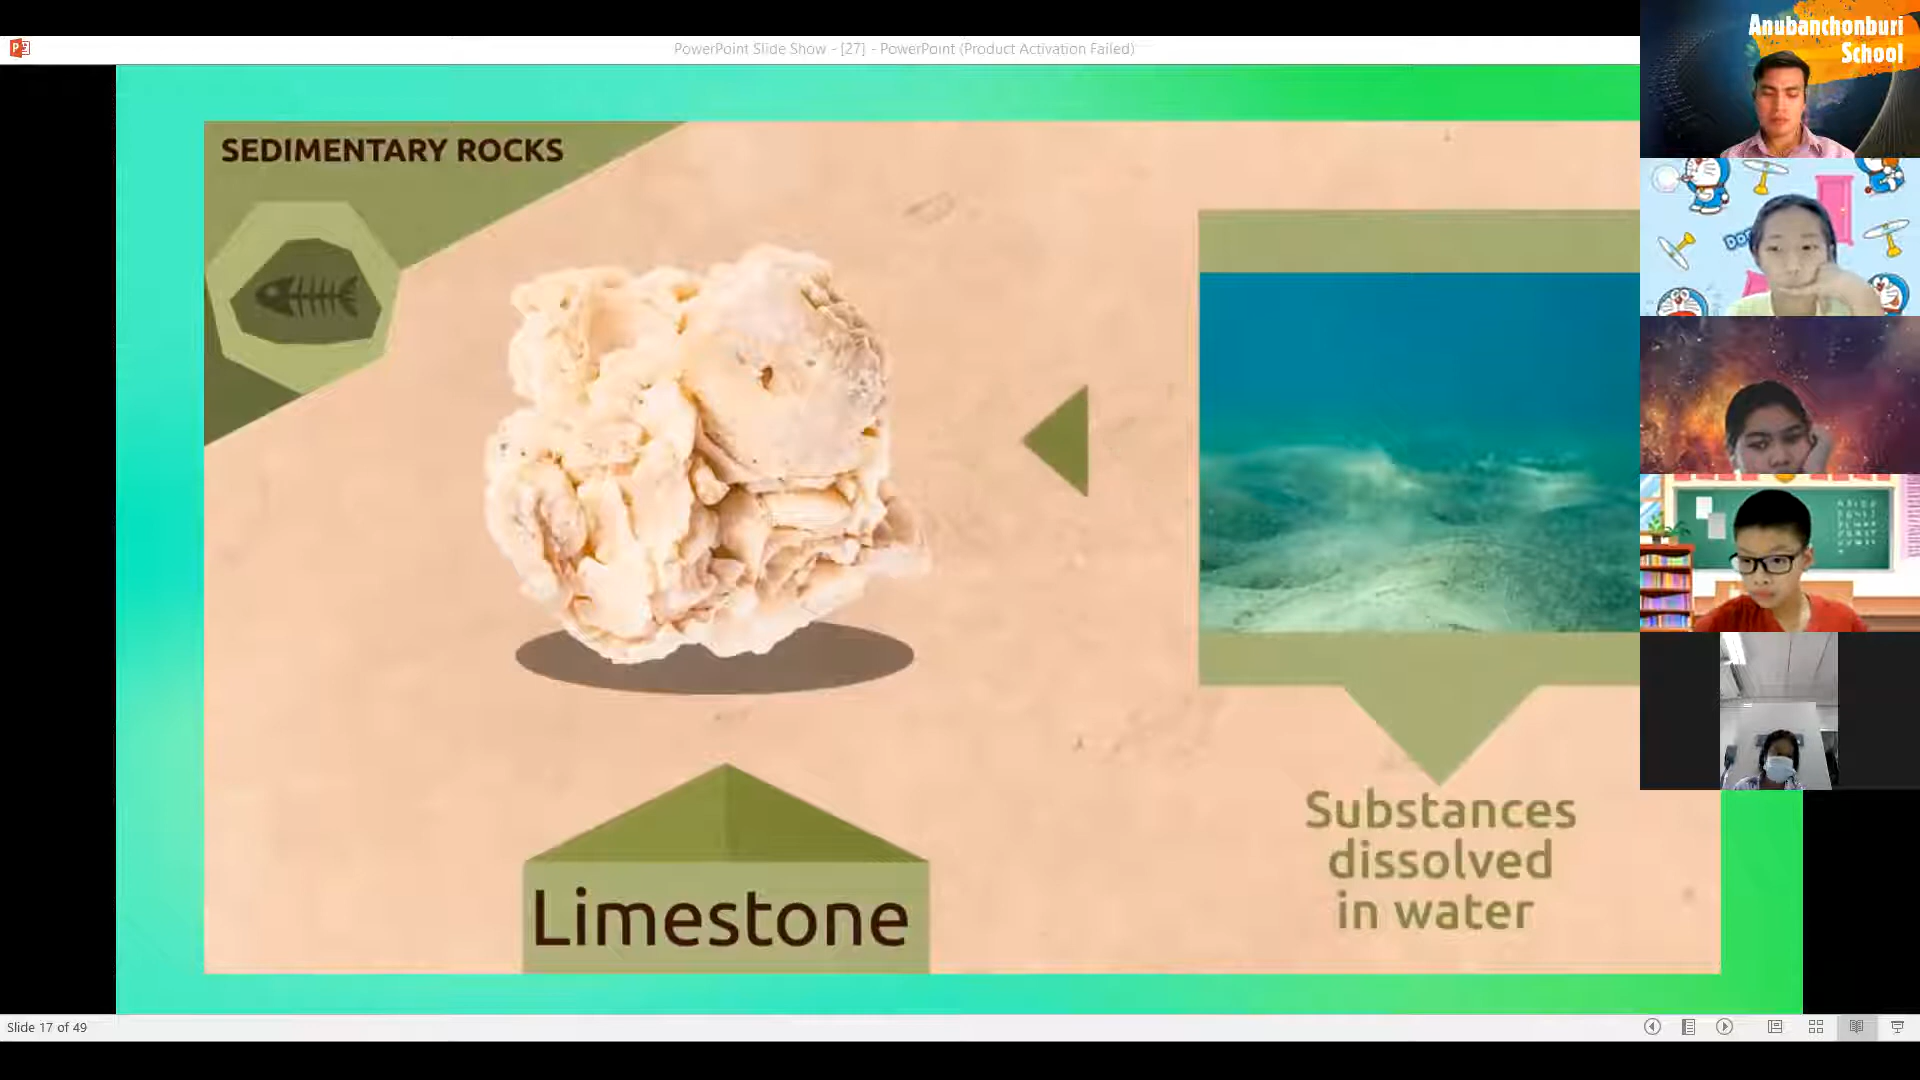 PowerPoint Slide Show - [27] - PowerPoint (Product Activation Failed)
Anubanchonburi
School
SEDIMENTARY ROCKS
Limestone
Substances
dissolved
in water
Slide 17 of 49